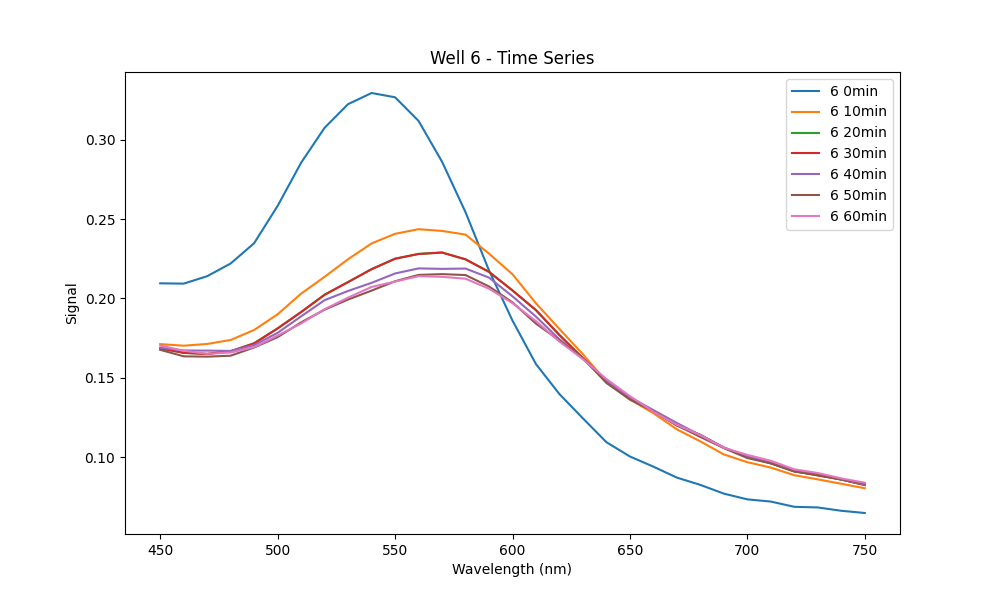 Well 6 - Time Series
6 0min
6 10min
6 20min
6 30min
6 40min
6 50min
6 60min
Signal
0.30
0.25
0.20
0.15
0.10
450 500 550 600 650 700 750
Wavelength (nm)